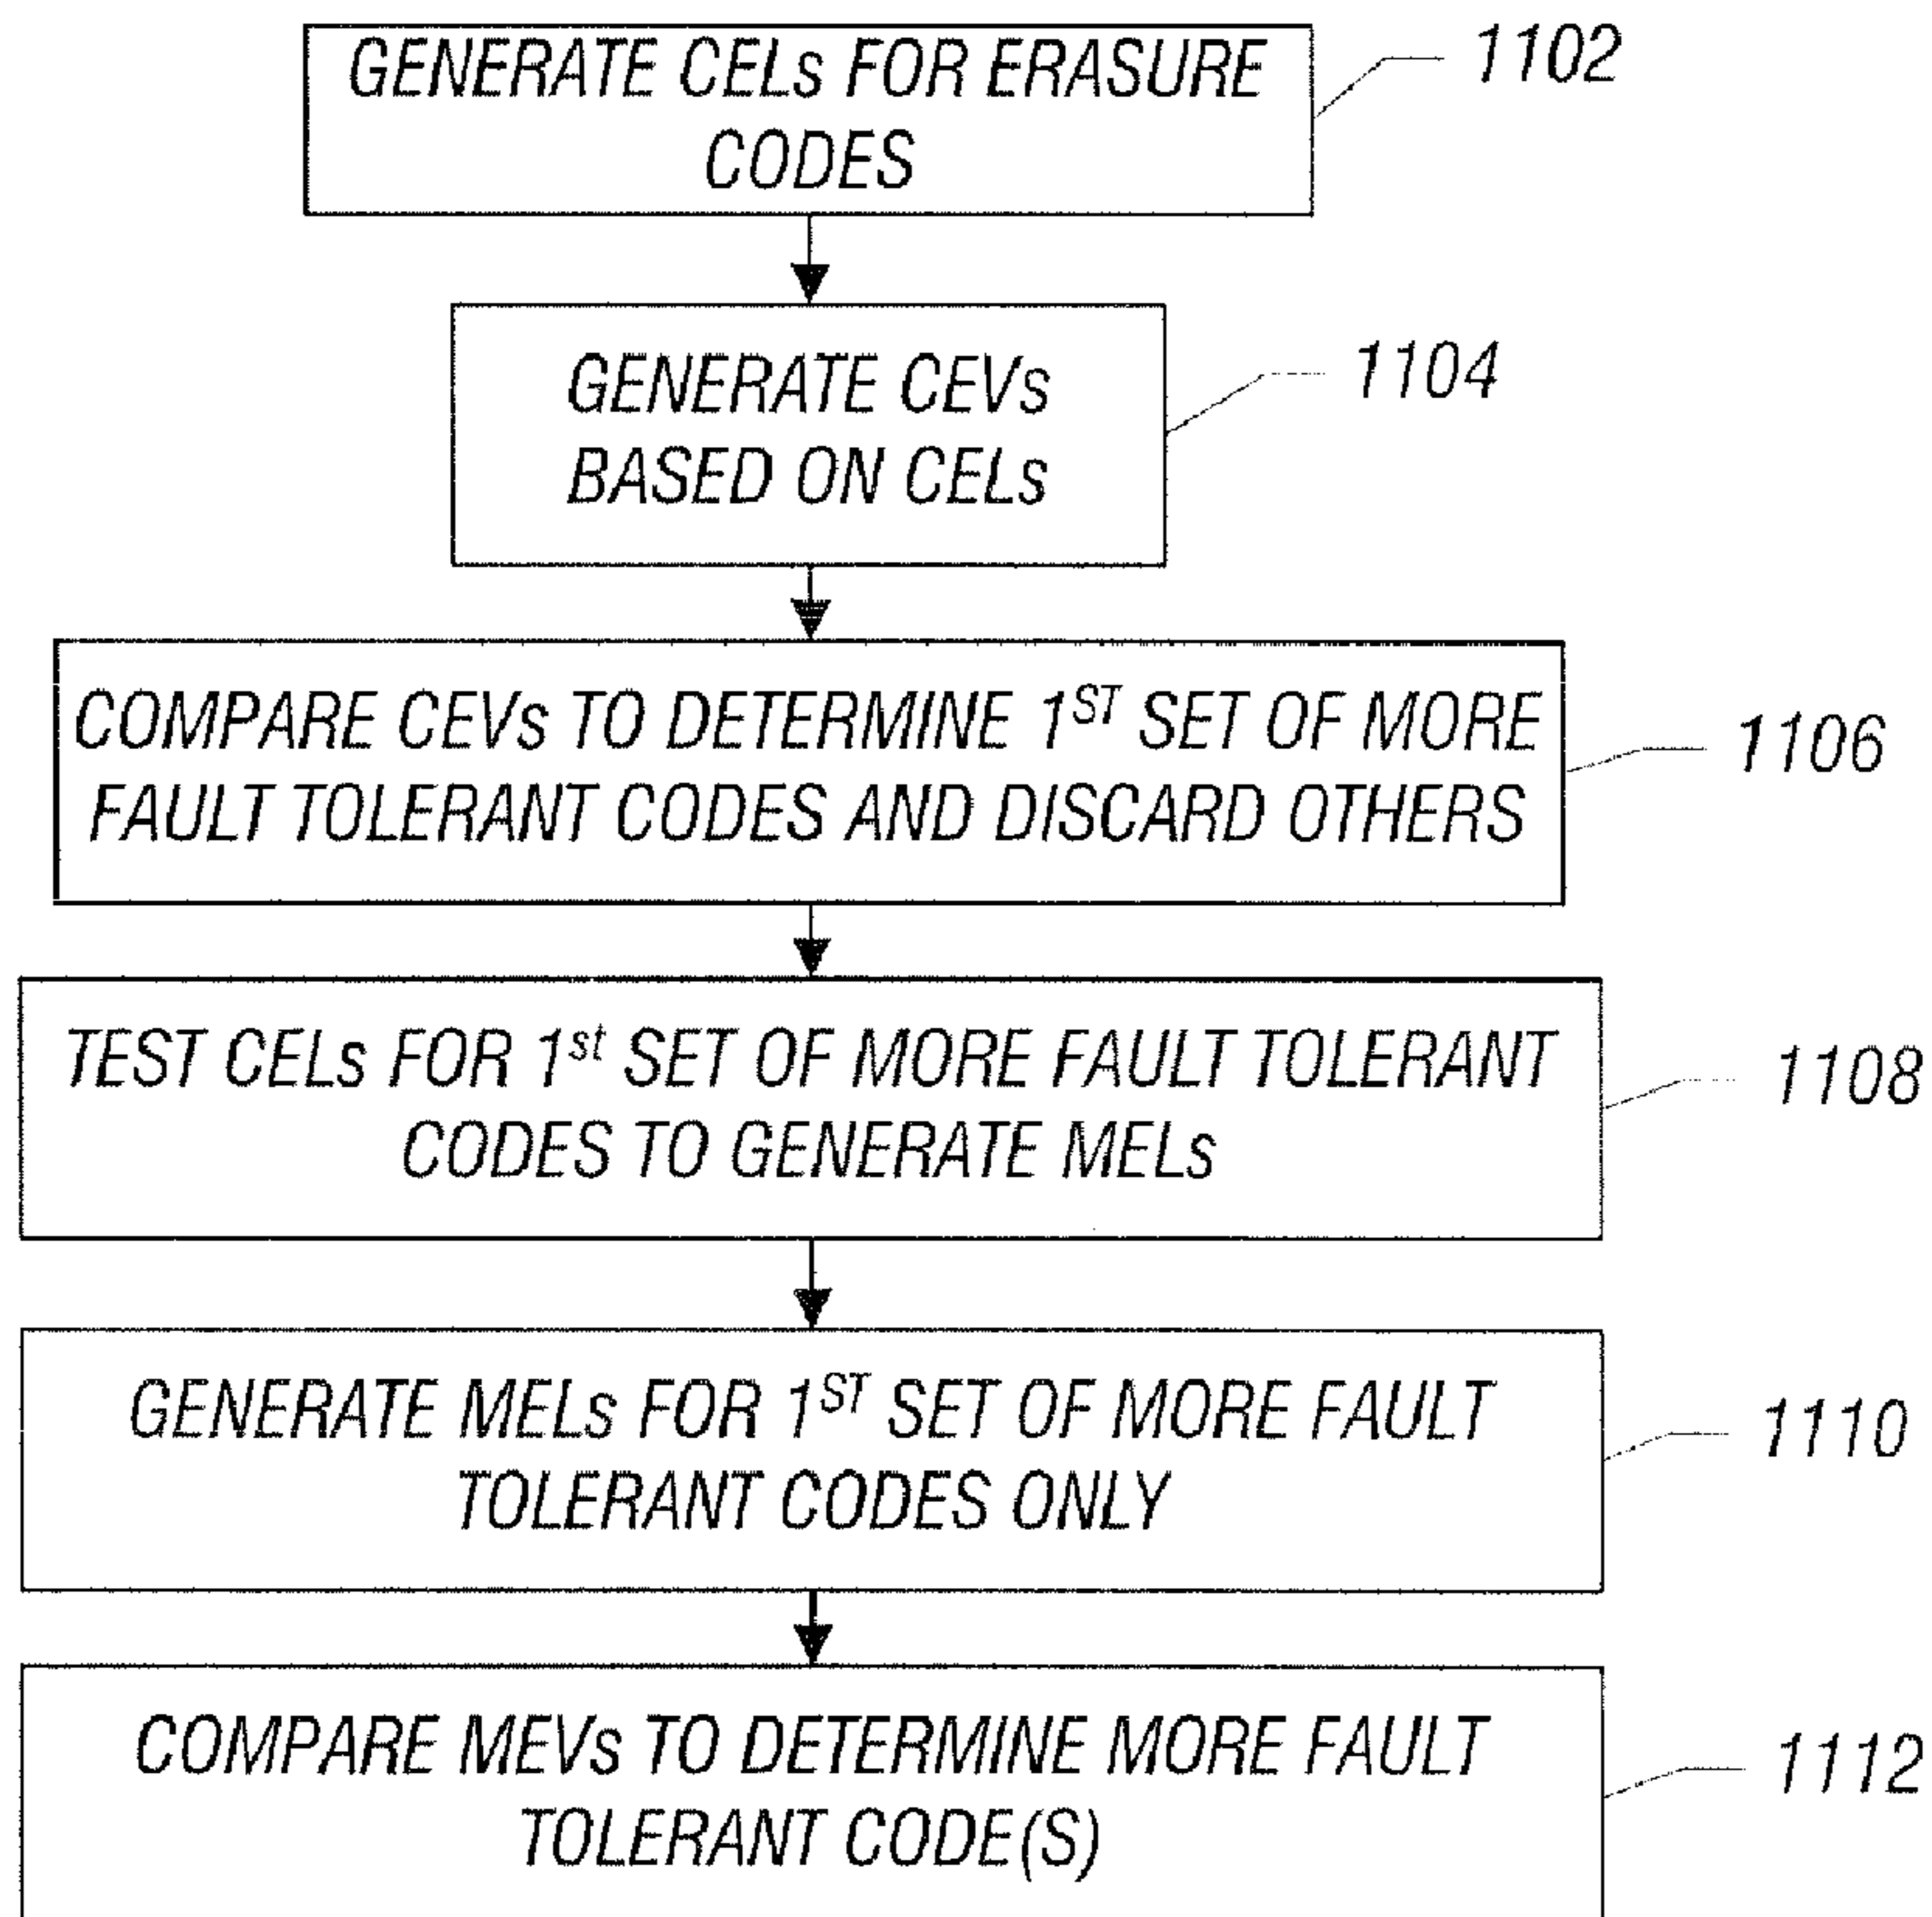 GENERATE CELs FOR ERASURE
CODES
1102
GENERATE CEVs
BASED ON CELs
1104
COMPARE CEVs TO DETERMINE 1ST SET OF MORE
FAULT TOLERANT CODES AND DISCARD OTHERS
1106
TEST CELs FOR 1st SET OF MORE FAULT TOLERANT
CODES TO GENERATE MELs
1108
GENERATE MELs FOR 1ST SET OF MORE FAULT
TOLERANT CODES ONLY
1110
COMPARE MEVs TO DETERMINE MORE FAULT
TOLERANT CODE(S)
1112